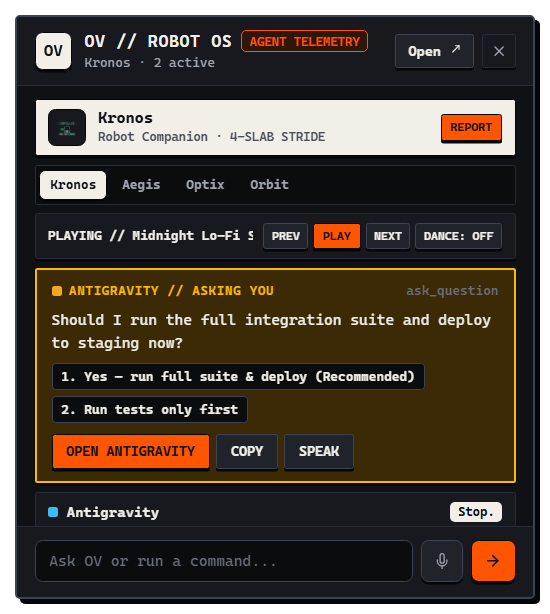 OV
OV // ROBOT OS
AGENT TELEMETRY
Kronos · 2 active
Open ↗
×
Kronos
Robot Companion · 4-SLAB STRIDE
REPORT
Kronos Aegis Optix Orbit
PLAYING // Midnight Lo-Fi S
PREV PLAY NEXT DANCE: OFF
ANTIGRAVITY // ASKING YOU
ask_question
Should I run the full integration suite and deploy
to staging now?
1. Yes — run full suite & deploy (Recommended)
2. Run tests only first
OPEN ANTIGRAVITY COPY SPEAK
Antigravity
Stop.
Ask OV or run a command...